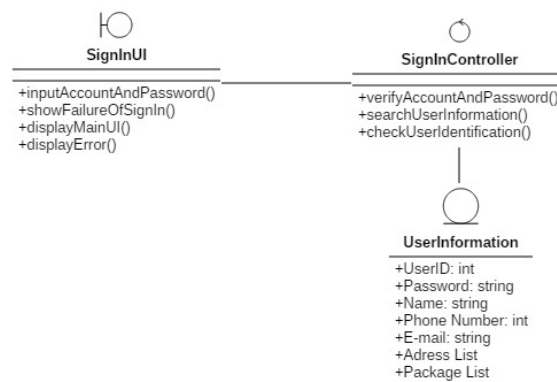 SignInUI
+inputAccountAndPassword()
+showFailureOfSignIn()
+displayMainUI()
+displayError()
SignInController
+verifyAccountAndPassword()
+searchUserInformation()
+checkUserIdentification()
UserInformation
+UserID: int
+Password: string
+Name: string
+Phone Number: int
+E-mail: string
+Adress List
+Package List